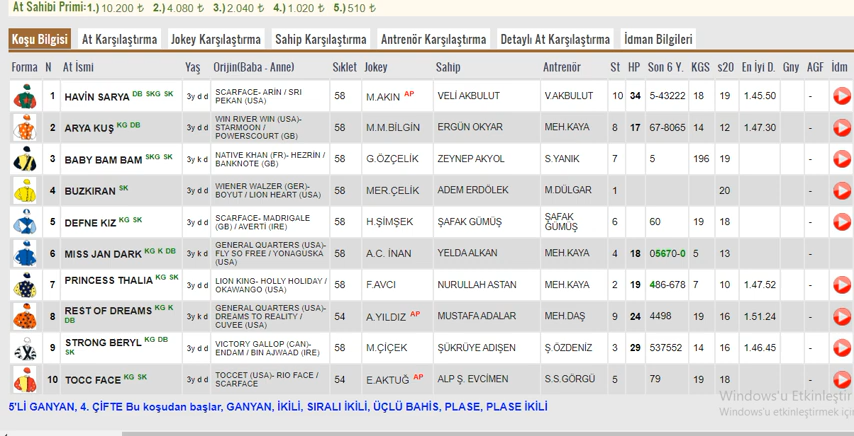 At Sahibi Primi:1.) 10.200 ₺ 2.) 4.080 ₺ 3.) 2.040 ₺ 4.) 1.020 ₺ 5.) 510 ₺
Koşu Bilgisi At Karşılaştırma Jokey Karşılaştırma Sahip Karşılaştırma Antrenör Karşılaştırma Detaylı At Karşılaştırma İdman Bilgileri
Forma N At İsmi Yaş Orijin(Baba - Anne) Sıklet Jokey Sahip Antrenör St HP Son 6 Y. KGS s20 En İyi D. Gny AGF İdm
1 HAVİN SARYA DB SKG SK 3y d d SCARFACE- ARİN / SRI PEKAN (USA) 58 M.AKIN AP VELİ AKBULUT V.AKBULUT 10 34 5-43222 18 19 1.45.50 -
2 ARYA KUŞ KG DB 3y d d WIN RIVER WIN (USA)- STARMOON / POWERSCOURT (GB) 58 M.M.BİLGİN ERGÜN OKYAR MEH.KAYA 8 17 67-8065 14 12 1.47.30 -
3 BABY BAM BAM SKG SK 3y k d NATIVE KHAN (FR)- HEZRİN / BANKNOTE (GB) 58 G.ÖZÇELİK ZEYNEP AKYOL S.YANIK 7 5 196 19 -
4 BUZKIRAN SK 3y d d WIENER WALZER (GER)- BOYUT / LION HEART (USA) 58 MER.ÇELİK ADEM ERDÖLEK M.DÜLGAR 1 20 -
5 DEFNE KIZ KG SK 3y d d SCARFACE- MADRIGALE (GB) / AVERTI (IRE) 58 H.ŞİMŞEK ŞAFAK GÜMÜŞ ŞAFAK GÜMÜŞ 6 60 19 18 -
6 MISS JAN DARK KG K DB 3y k d GENERAL QUARTERS (USA)- FLY SO FREE / YONAGUSKA (USA) 58 A.C. İNAN YELDA ALKAN MEH.KAYA 4 18 05670-0 5 13 -
7 PRINCESS THALIA KG SK 3y d d LION KING- HOLLY HOLIDAY / OKAWANGO (USA) 58 F.AVCI NURULLAH ASTAN MEH.KAYA 2 19 486-678 7 10 1.47.52 -
8 REST OF DREAMS KG K DB 3y k d GENERAL QUARTERS (USA)- DREAMS TO REALITY / CUVEE (USA) 54 A.YILDIZ AP MUSTAFA ADALAR MEH.DAŞ 9 24 4498 19 16 1.51.24 -
9 STRONG BERYL KG DB SK 3y d d VICTORY GALLOP (CAN)- ENDAM / BIN AJWAAD (IRE) 58 M.ÇİÇEK ŞÜKRÜYE ADIŞEN Ş.ÖZDENİZ 3 29 537552 14 16 1.46.45 -
10 TOCC FACE KG SK 3y d d TOCCET (USA)- RIO FACE / SCARFACE 54 E.AKTUĞ AP ALP Ş. EVCİMEN S.S.GÖRGÜ 5 79 19 18 -
5'Lİ GANYAN, 4. ÇİFTE Bu koşudan başlar, GANYAN, İKİLİ, SIRALI İKİLİ, ÜÇLÜ BAHİS, PLASE, PLASE İKİLİ
Windows'u Etkinleştir
Windows'u etkinleştirmek için